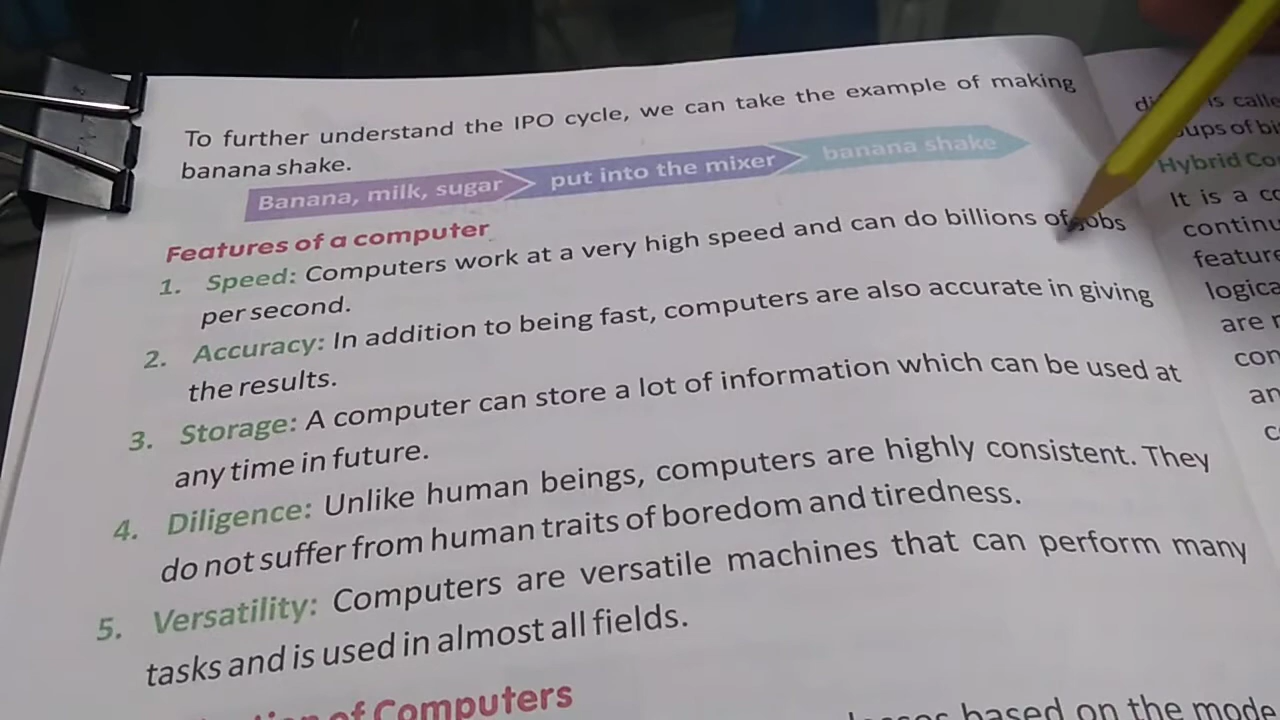 To further understand the IPO cycle, we can take the example of making
banana shake.
Banana, milk, sugar put into the mixer banana shake
Features of a computer
1. Speed: Computers work at a very high speed and can do billions of jobs
per second.
2. Accuracy: In addition to being fast, computers are also accurate in giving
the results.
3. Storage: A computer can store a lot of information which can be used at
any time in future.
4. Diligence: Unlike human beings, computers are highly consistent. They
do not suffer from human traits of boredom and tiredness.
5. Versatility: Computers are versatile machines that can perform many
tasks and is used in almost all fields.
of Computers
based on the mode
is
of
Hybrid
It is a
are